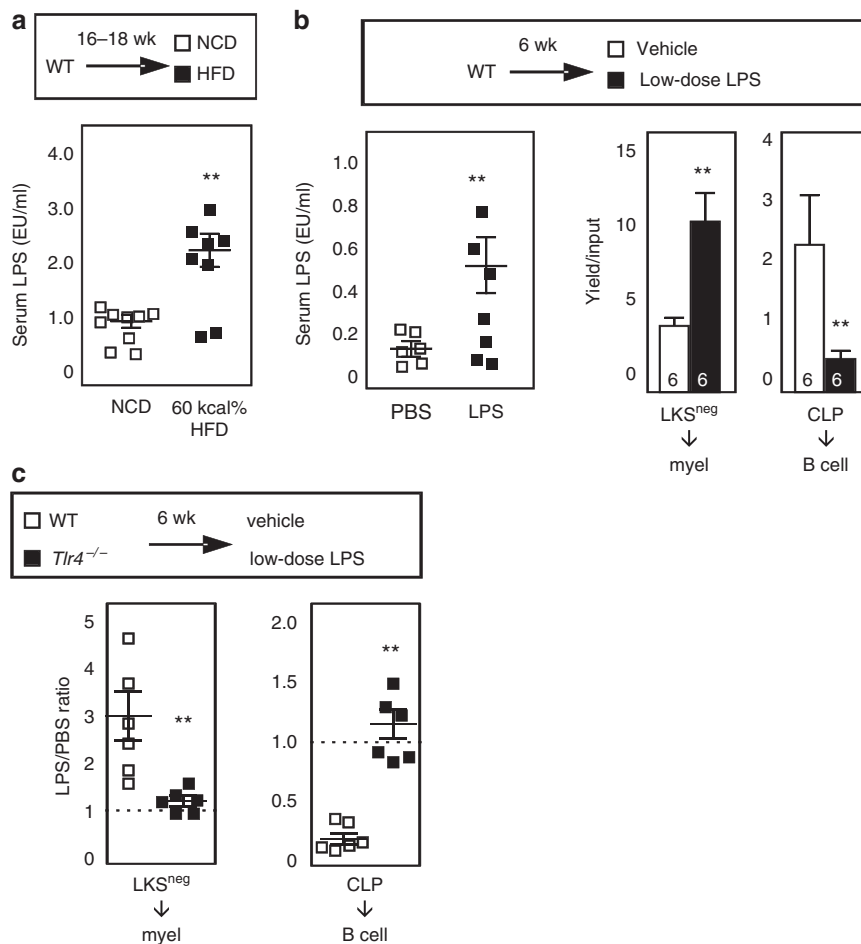 a
16–18 wk
WT
NCD
HFD
4.0
3.0
2.0
1.0
0
Serum LPS (EU/ml)
**
NCD
60 kcal%
HFD
b
6 wk
WT
Vehicle
Low-dose LPS
1.0
0.8
0.6
0.4
0.2
0
Serum LPS (EU/ml)
**
PBS
LPS
15
10
5
0
Yield/input
**
6
6
LKSneg
↓
myel
4
3
2
1
0
**
6
6
CLP
↓
B cell
c
WT
Tlr4−/−
6 wk
vehicle
low-dose LPS
5
4
3
2
1
0
LPS/PBS ratio
**
LKSneg
↓
myel
2.0
1.5
1.0
0.5
0
**
CLP
↓
B cell